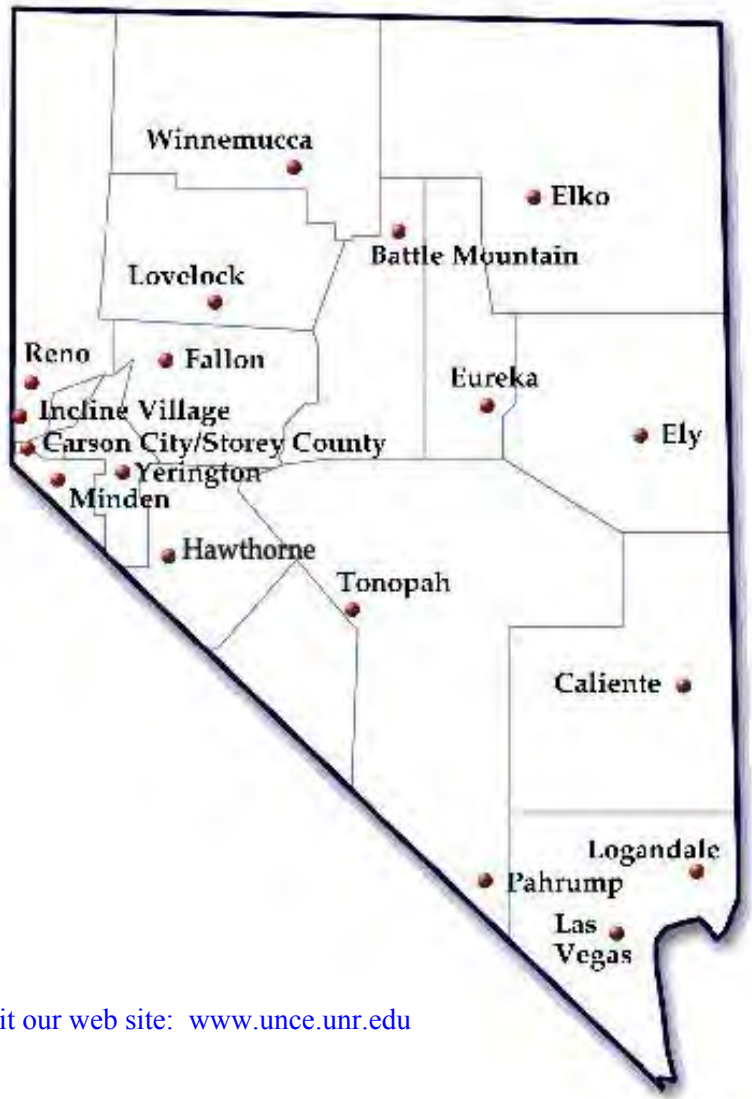 Winnemucca
Elko
Battle Mountain
Lovelock
Reno
Fallon
Eureka
Incline Village
Ely
Carson City/Storey County
Yerington
Minden
Hawthorne
Tonopah
Caliente
Logandale
Pahrump
Las
Vegas
it our web site: www.unce.unr.edu